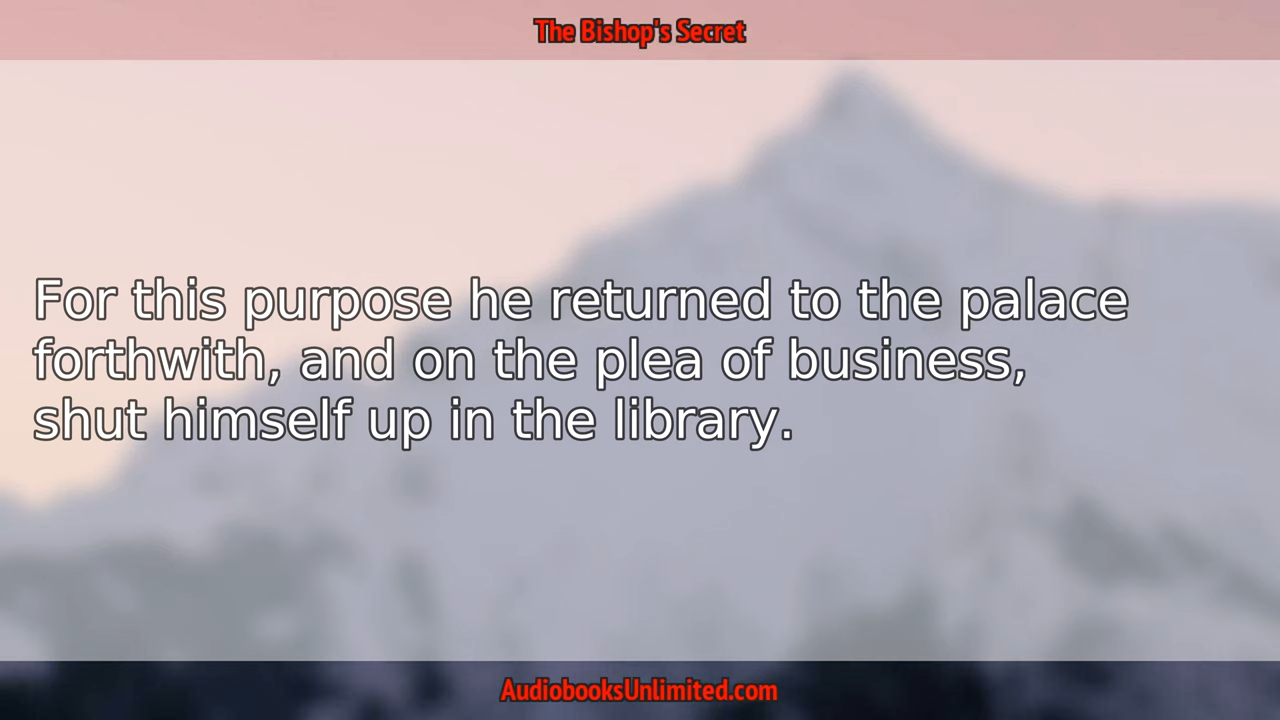 The Bishop's Secret
For this purpose he returned to the palace
forthwith, and on the plea of business,
shut himself up in the library.
AudiobooksUnlimited.com